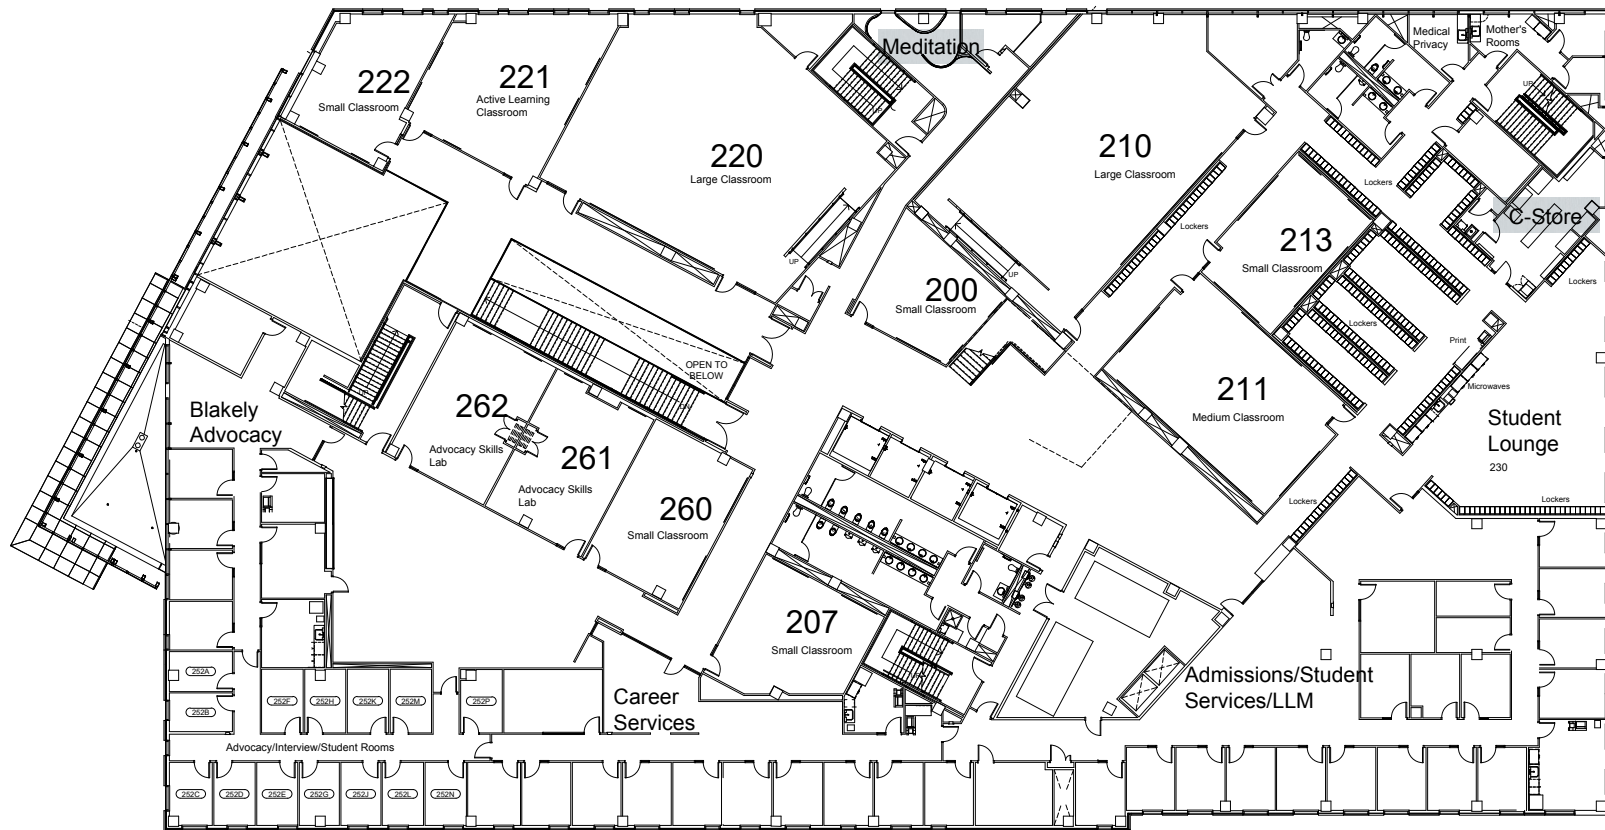 Meditation
Medical
Privacy
Mother's
Rooms
222
Small Classroom
221
Active Learning
Classroom
UP
UP
220
Large Classroom
210
Large Classroom
Lockers
C-Store
Lockers
213
Small Classroom
UP
UP
Lockers
200
Small Classroom
Lockers
Print
OPEN TO
BELOW
Microwaves
211
Medium Classroom
262
Advocacy Skills
Lab
DN
Blakely
Advocacy
Student
Lounge
230
261
Advocacy Skills
Lab
Lockers
Lockers
260
Small Classroom
207
Small Classroom
252A
252B
252F
252H
252K
252M
252P
Career
Services
Admissions/Student
Services/LLM
Advocacy/Interview/Student Rooms
252C
252D
252E
252G
252J
252L
252N